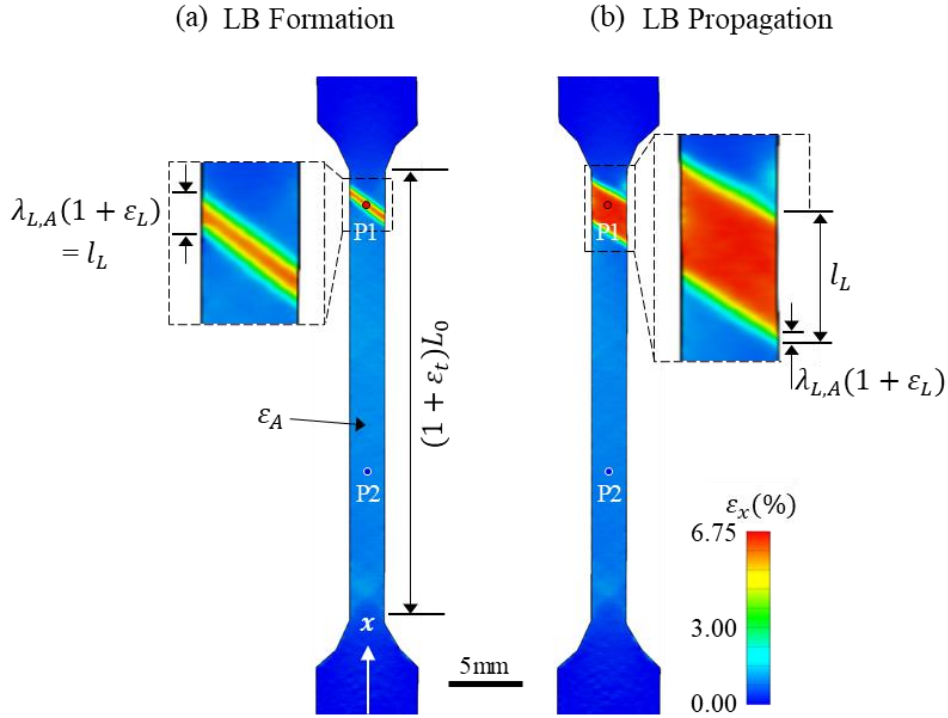 (a) LB Formation
(b) LB Propagation
λ_{L,A}(1 + ε_L)
= l_L
P1
(1 + ε_t)L_0
ε_A
P2
x
5mm
P1
l_L
λ_{L,A}(1 + ε_L)
P2
ε_x(%)
6.75
3.00
0.00